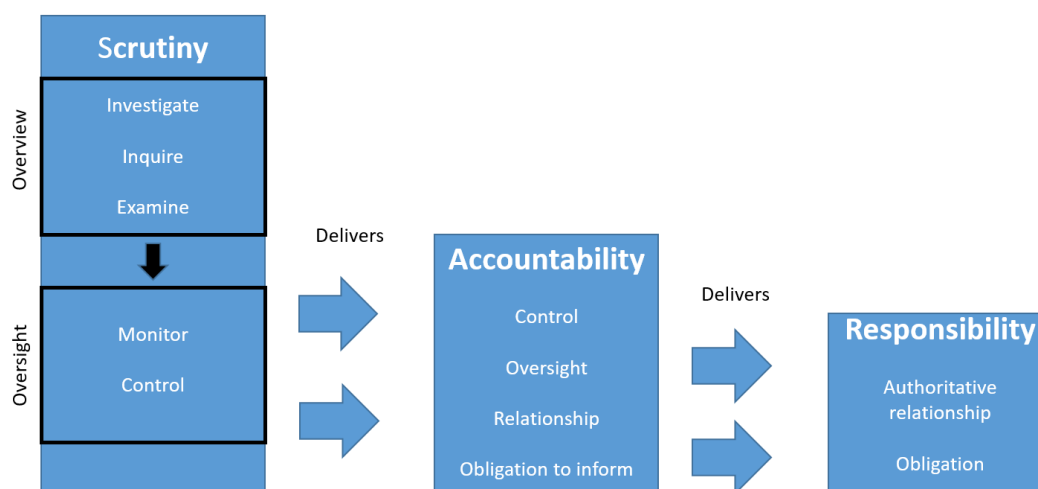 Scrutiny
Overview
Investigate
Inquire
Examine
Oversight
Monitor
Control
Delivers
Accountability
Control
Oversight
Relationship
Obligation to inform
Delivers
Responsibility
Authoritative
relationship
Obligation